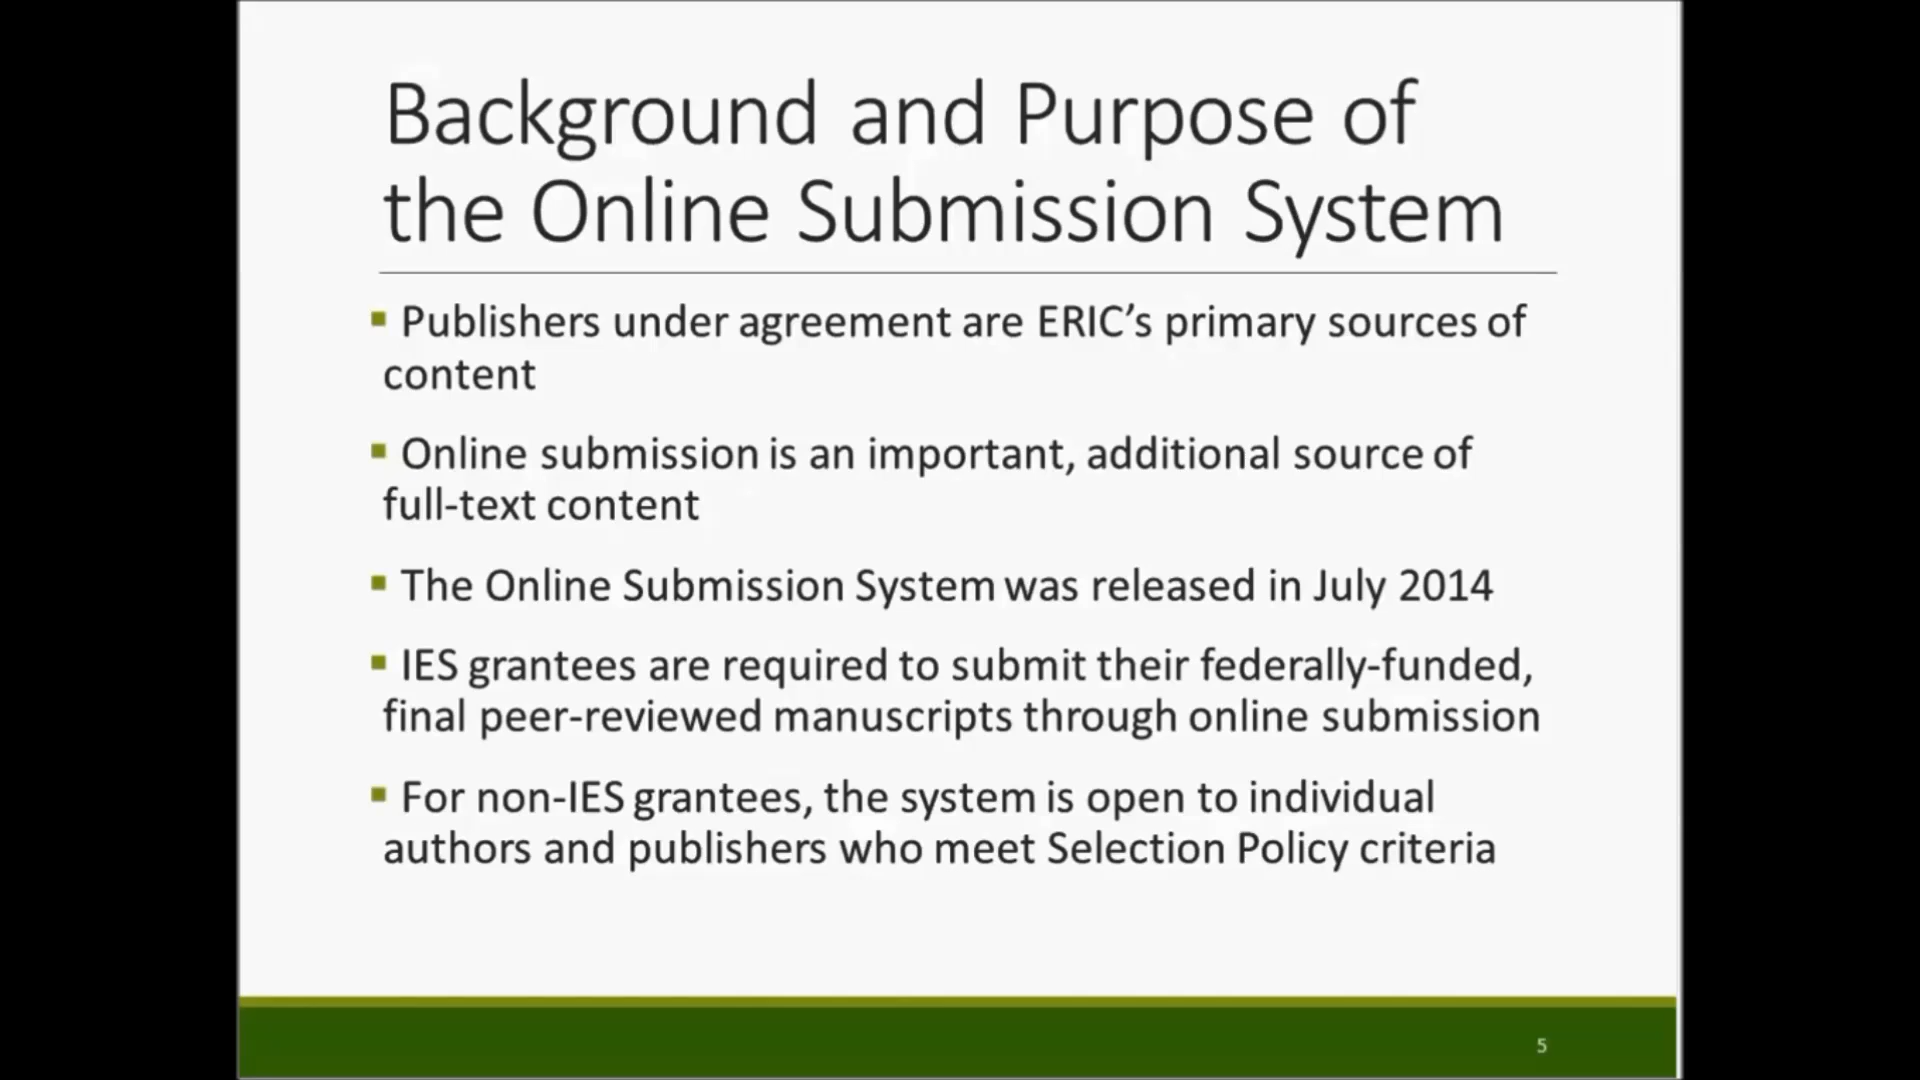 Background and Purpose of
the Online Submission System
▪ Publishers under agreement are ERIC’s primary sources of
content
▪ Online submission is an important, additional source of
full-text content
▪ The Online Submission System was released in July 2014
▪ IES grantees are required to submit their federally-funded,
final peer-reviewed manuscripts through online submission
▪ For non-IES grantees, the system is open to individual
authors and publishers who meet Selection Policy criteria
5